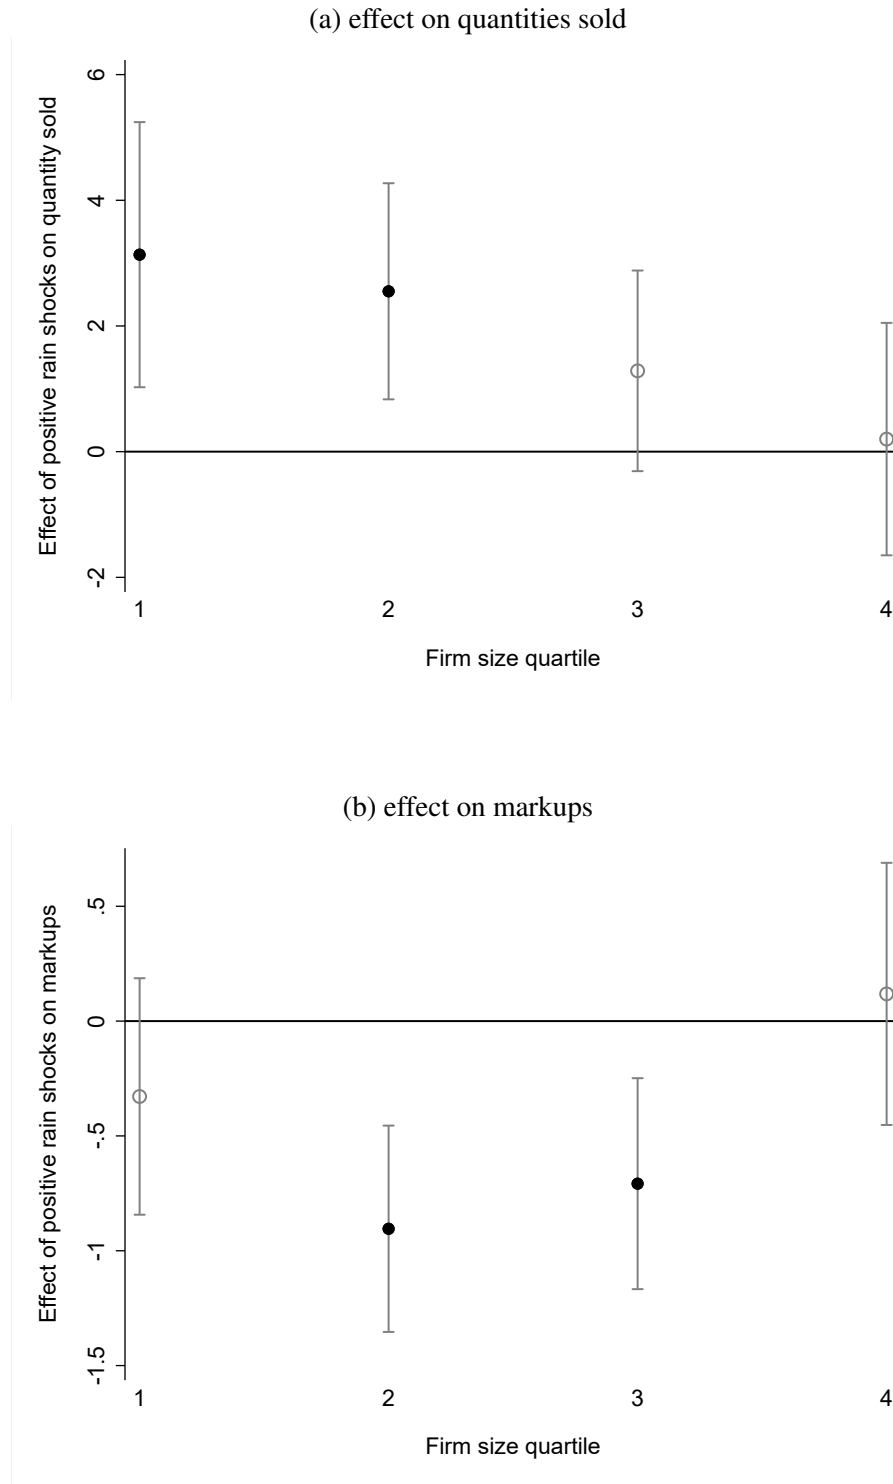 (a) effect on quantities sold
Effect of positive rain shocks on quantity sold
6
4
2
0
-2
1 2 3 4
Firm size quartile
(b) effect on markups
Effect of positive rain shocks on markups
.5
0
-.5
-1
-1.5
1 2 3 4
Firm size quartile